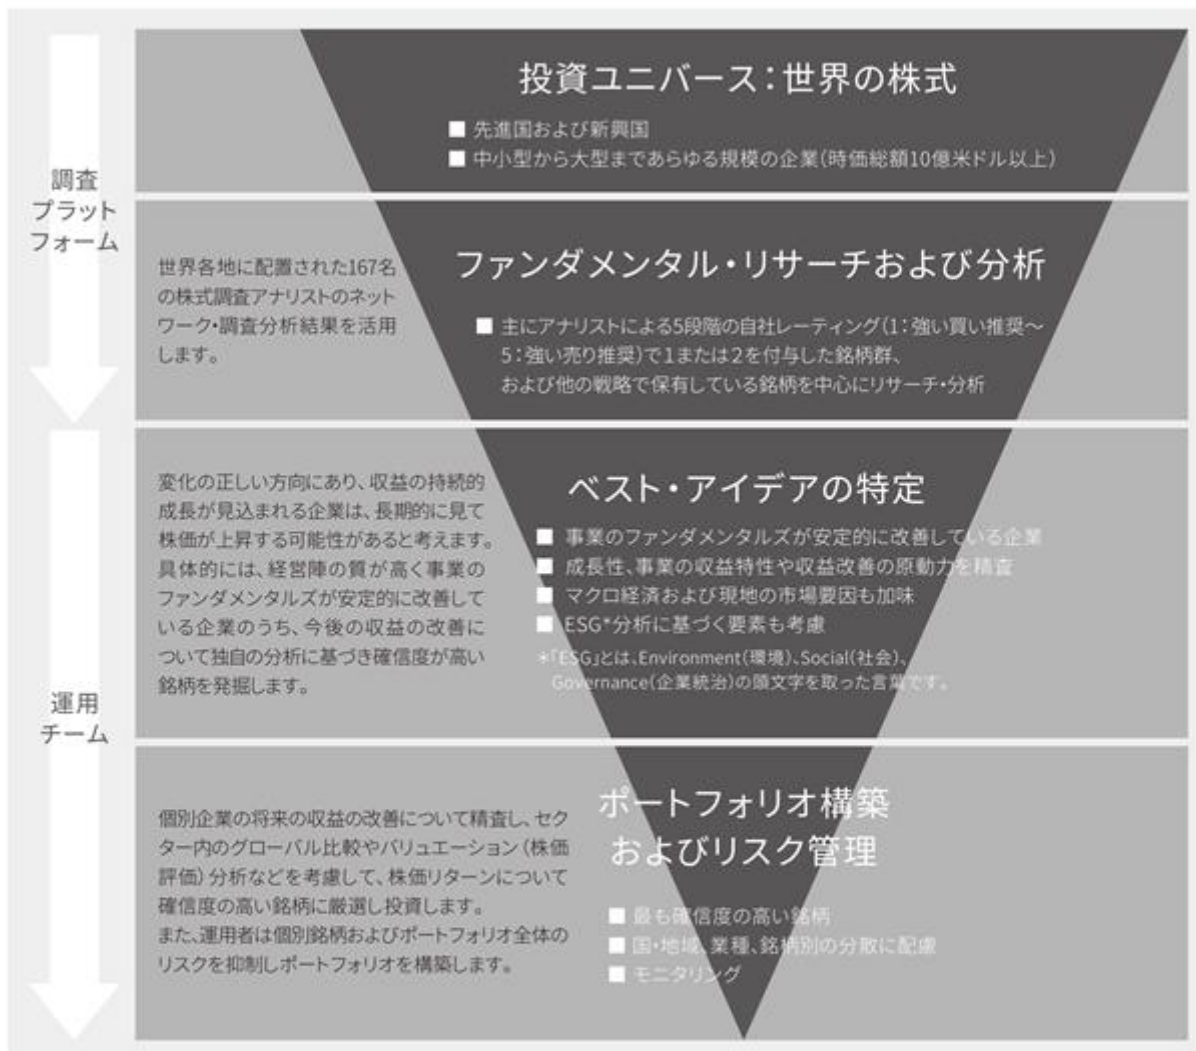 投資ユニバース：世界の株式
■ 先進国および新興国
■ 中小型から大型まであらゆる規模の企業（時価総額10億米ドル以上）
調査
プラット
フォーム
世界各地に配置された167名
の株式調査アナリストのネット
ワーク・調査分析結果を活用
します。
ファンダメンタル・リサーチおよび分析
■ 主にアナリストによる5段階の自社レーティング（1：強い買い推奨～
5：強い売り推奨）で1または2を付与した銘柄群、
および他の戦略で保有している銘柄を中心にリサーチ・分析
変化の正しい方向にあり、収益の持続的
成長が見込まれる企業は、長期的に見て
株価が上昇する可能性があると考えます。
具体的には、経営陣の質が高く事業の
ファンダメンタルズが安定的に改善して
いる企業のうち、今後の収益の改善に
ついて独自の分析に基づき確信度が高い
銘柄を発掘します。
ベスト・アイデアの特定
■ 事業のファンダメンタルズが安定的に改善している企業
■ 成長性、事業の収益特性や収益改善の原動力を精査
■ マクロ経済および現地の市場要因も加味
■ ESG*分析に基づく要素も考慮
*「ESG」とは、Environment（環境）、Social（社会）、
Governance（企業統治）の頭文字を取った言葉です。
運用
チーム
個別企業の将来の収益の改善について精査し、セク
ター内のグローバル比較やバリュエーション（株価
評価）分析などを考慮して、株価リターンについて
確信度の高い銘柄に厳選し投資します。
また、運用者は個別銘柄およびポートフォリオ全体の
リスクを抑制しポートフォリオを構築します。
ポートフォリオ構築
およびリスク管理
■ 最も確信度の高い銘柄
■ 国・地域、業種、銘柄別の分散に配慮
■ モニタリング